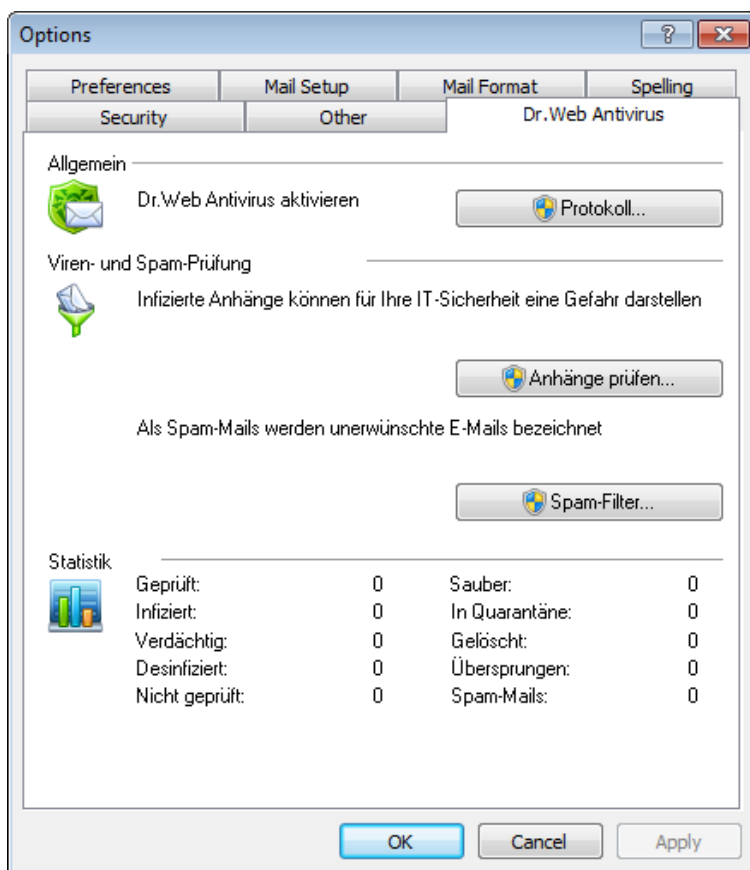 Options
Preferences Mail Setup Mail Format Spelling
Security Other Dr.Web Antivirus
Allgemein
Dr.Web Antivirus aktivieren Protokoll...
Viren- und Spam-Prüfung
Infizierte Anhänge können für Ihre IT-Sicherheit eine Gefahr darstellen
Anhänge prüfen...
Als Spam-Mails werden unerwünschte E-Mails bezeichnet
Spam-Filter...
Statistik
Geprüft: 0 Sauber: 0
Infiziert: 0 In Quarantäne: 0
Verdächtig: 0 Gelöscht: 0
Desinfiziert: 0 Übersprungen: 0
Nicht geprüft: 0 Spam-Mails: 0
OK Cancel Apply